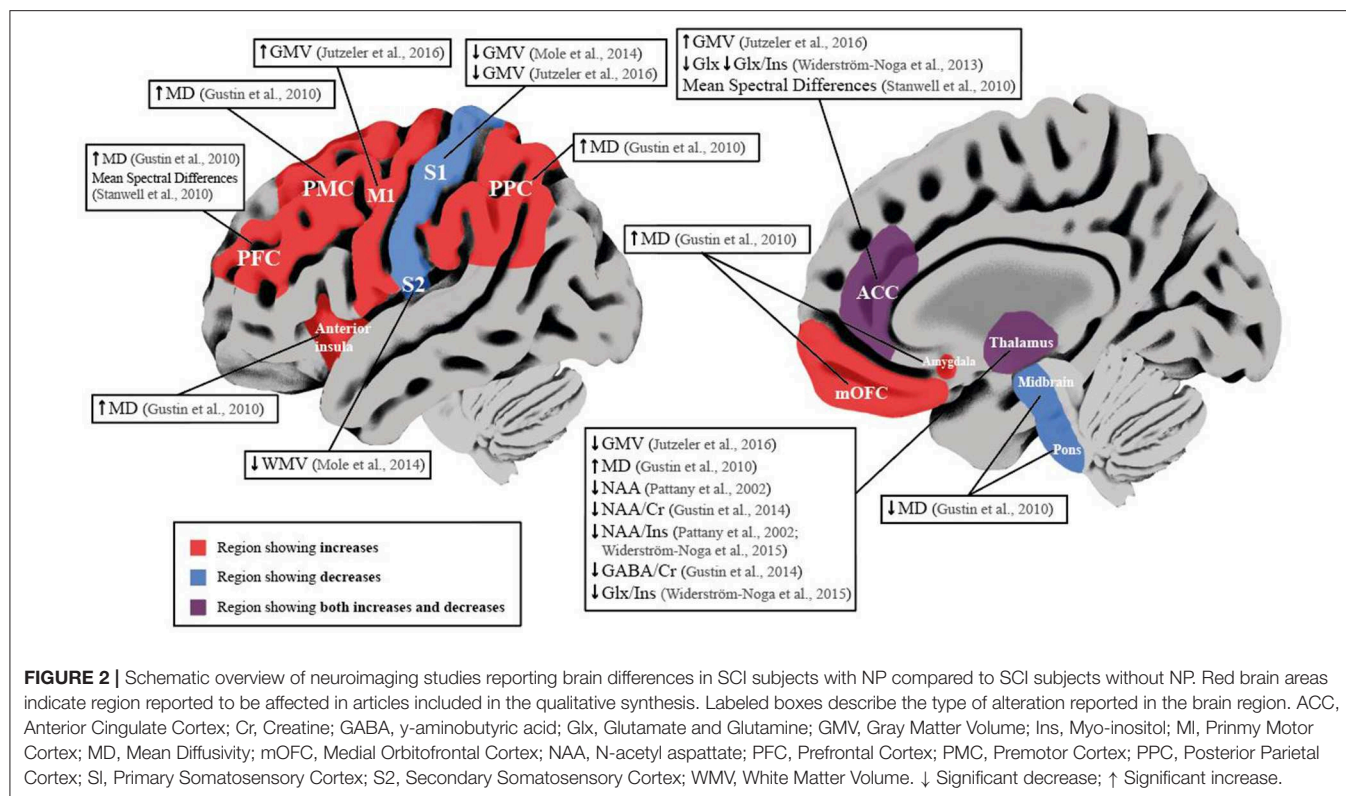 ↑GMV (Jutzeler et al., 2016)
↓GMV (Mole et al., 2014)
↓GMV (Jutzeler et al., 2016)
↑GMV (Jutzeler et al., 2016)
↓Glx ↓Glx/Ins (Widerström-Noga et al., 2013)
Mean Spectral Differences (Stanwell et al., 2010)
↑MD (Gustin et al., 2010)
↑MD (Gustin et al., 2010)
Mean Spectral Differences
(Stanwell et al., 2010)
↑MD (Gustin et al., 2010)
PMC
M1
S1
PPC
PFC
S2
Anterior
insula
↑MD (Gustin et al., 2010)
↓WMV (Mole et al., 2014)
↑MD (Gustin et al., 2010)
ACC
Thalamus
Amygdala
mOFC
Midbrain
Pons
↓GMV (Jutzeler et al., 2016)
↑MD (Gustin et al., 2010)
↓NAA (Pattany et al., 2002)
↓NAA/Cr (Gustin et al., 2014)
↓NAA/Ins (Pattany et al., 2002;
Widerström-Noga et al., 2015)
↓GABA/Cr (Gustin et al., 2014)
↓Glx/Ins (Widerström-Noga et al., 2015)
↓MD (Gustin et al., 2010)
Region showing increases
Region showing decreases
Region showing both increases and decreases
FIGURE 2 | Schematic overview of neuroimaging studies reporting brain differences in SCI subjects with NP compared to SCI subjects without NP. Red brain areas
indicate region reported to be affected in articles included in the qualitative synthesis. Labeled boxes describe the type of alteration reported in the brain region. ACC,
Anterior Cingulate Cortex; Cr, Creatine; GABA, y-aminobutyric acid; Glx, Glutamate and Glutamine; GMV, Gray Matter Volume; Ins, Myo-inositol; MI, Prinmy Motor
Cortex; MD, Mean Diffusivity; mOFC, Medial Orbitofrontal Cortex; NAA, N-acetyl aspattate; PFC, Prefrontal Cortex; PMC, Premotor Cortex; PPC, Posterior Parietal
Cortex; SI, Primary Somatosensory Cortex; S2, Secondary Somatosensory Cortex; WMV, White Matter Volume. ↓ Significant decrease; ↑ Significant increase.